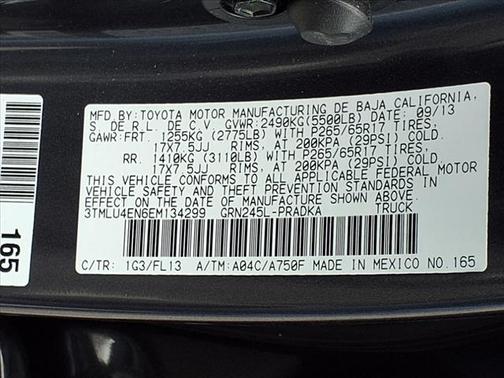 MFD.BY:TOYOTA MOTOR MANUFACTURING DE BAJA CALIFORNIA,
S. DE R.L. DE C.V. GVWR:2490KG(5500LB) DATE: 09/13
GAWR:FRT. 1255KG (2775LB) WITH P265/65R17 TIRES,
17X7.5JJ RIMS, AT 200KPA (29PSI) COLD.
RR. 1410KG (3110LB) WITH P265/65R17 TIRES,
17X7.5JJ RIMS, AT 200KPA (29PSI) COLD.
THIS VEHICLE CONFORMS TO ALL APPLICABLE FEDERAL MOTOR
VEHICLE SAFETY, EMISSION AND THEFT PREVENTION STANDARDS IN
EFFECT ON THE DATE OF MANUFACTURE SHOWN ABOVE.
3TMLU4EN6EM134299 GRN245L-PRADKA TRUCK
C/TR: 1G3/FL13 A/TM:A04C/A750F MADE IN MEXICO NO.165
165